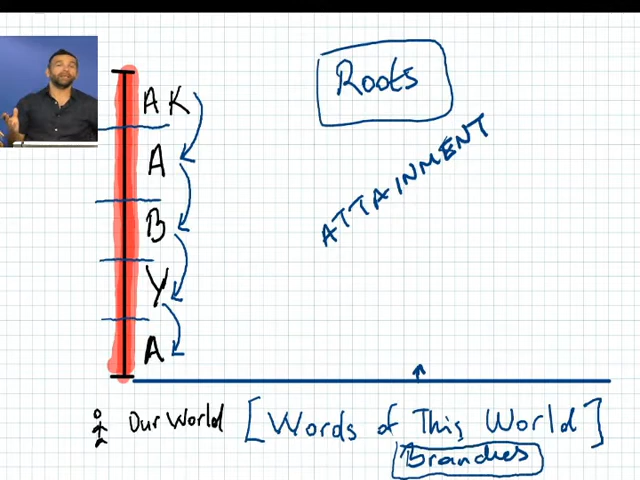 Roots
AK
A
B
Y
A
ATTAINMENT
Our World [Words of This World]
Branches